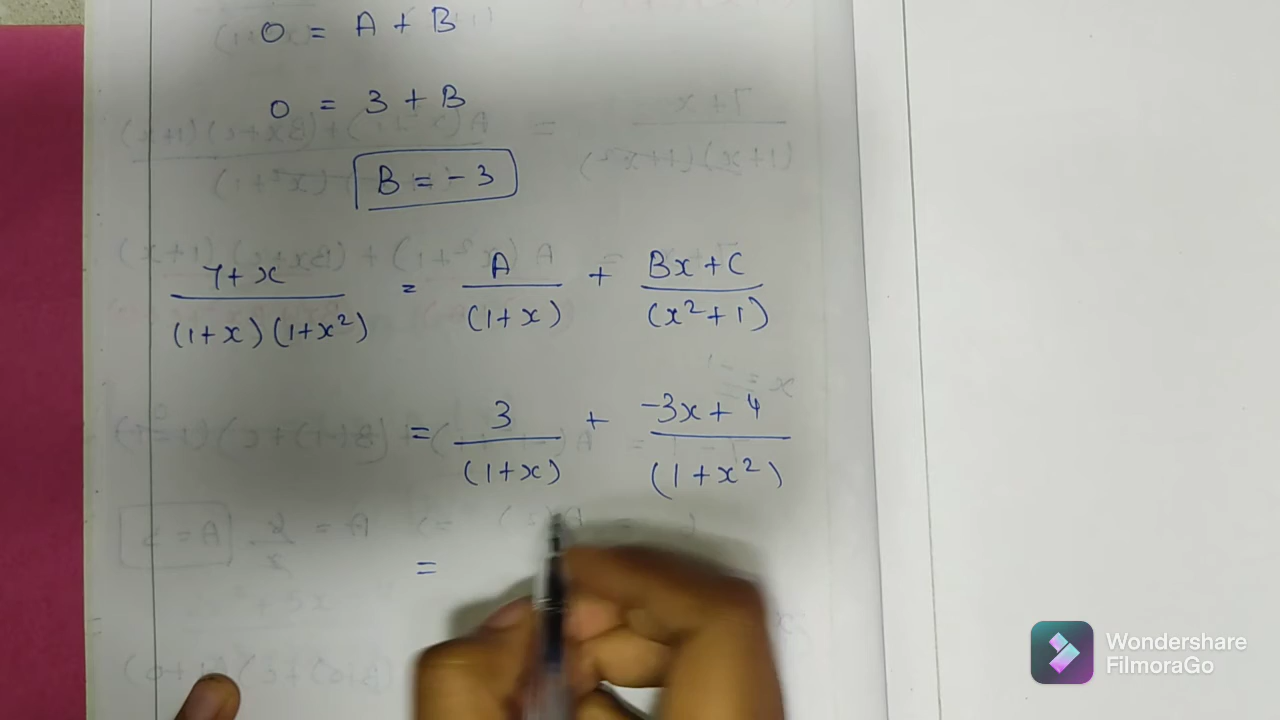 0 = A + B
0 = 3 + B
B = - 3
7+x / (1+x)(1+x²) = A / (1+x) + Bx+C / (x²+1)
= 3 / (1+x) + -3x+4 / (1+x²)
=
Wondershare
FilmoraGo